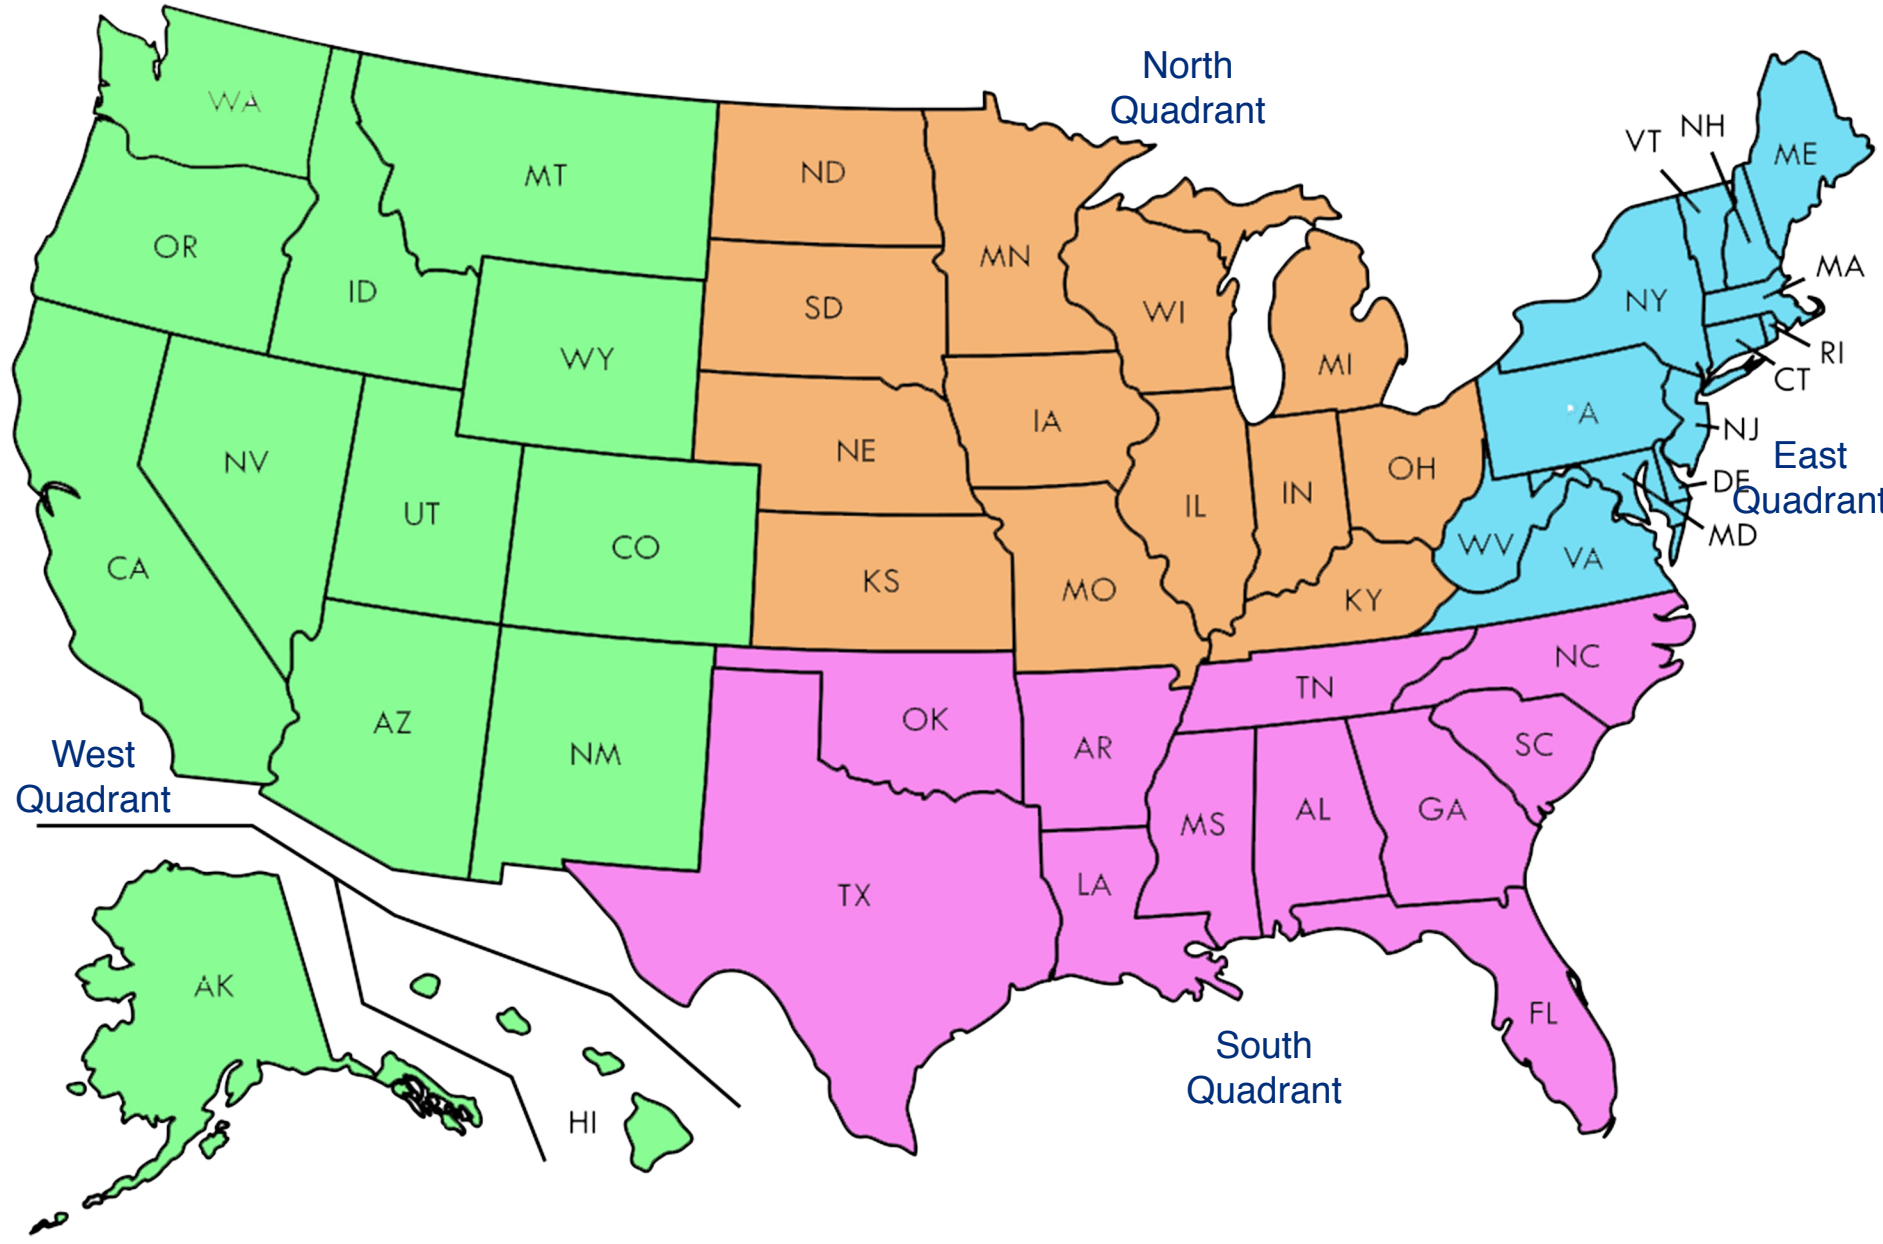 North
Quadrant
WA
MT
ND
VT
NH
ME
OR
ID
MN
MA
SD
WI
NY
WY
MI
RI
CT
NV
NE
IA
A
NJ
East
Quadrant
UT
CO
IL
IN
OH
DE
MD
CA
KS
MO
KY
WV
VA
AZ
NM
OK
AR
TN
NC
SC
West
Quadrant
TX
LA
MS
AL
GA
AK
HI
FL
South
Quadrant